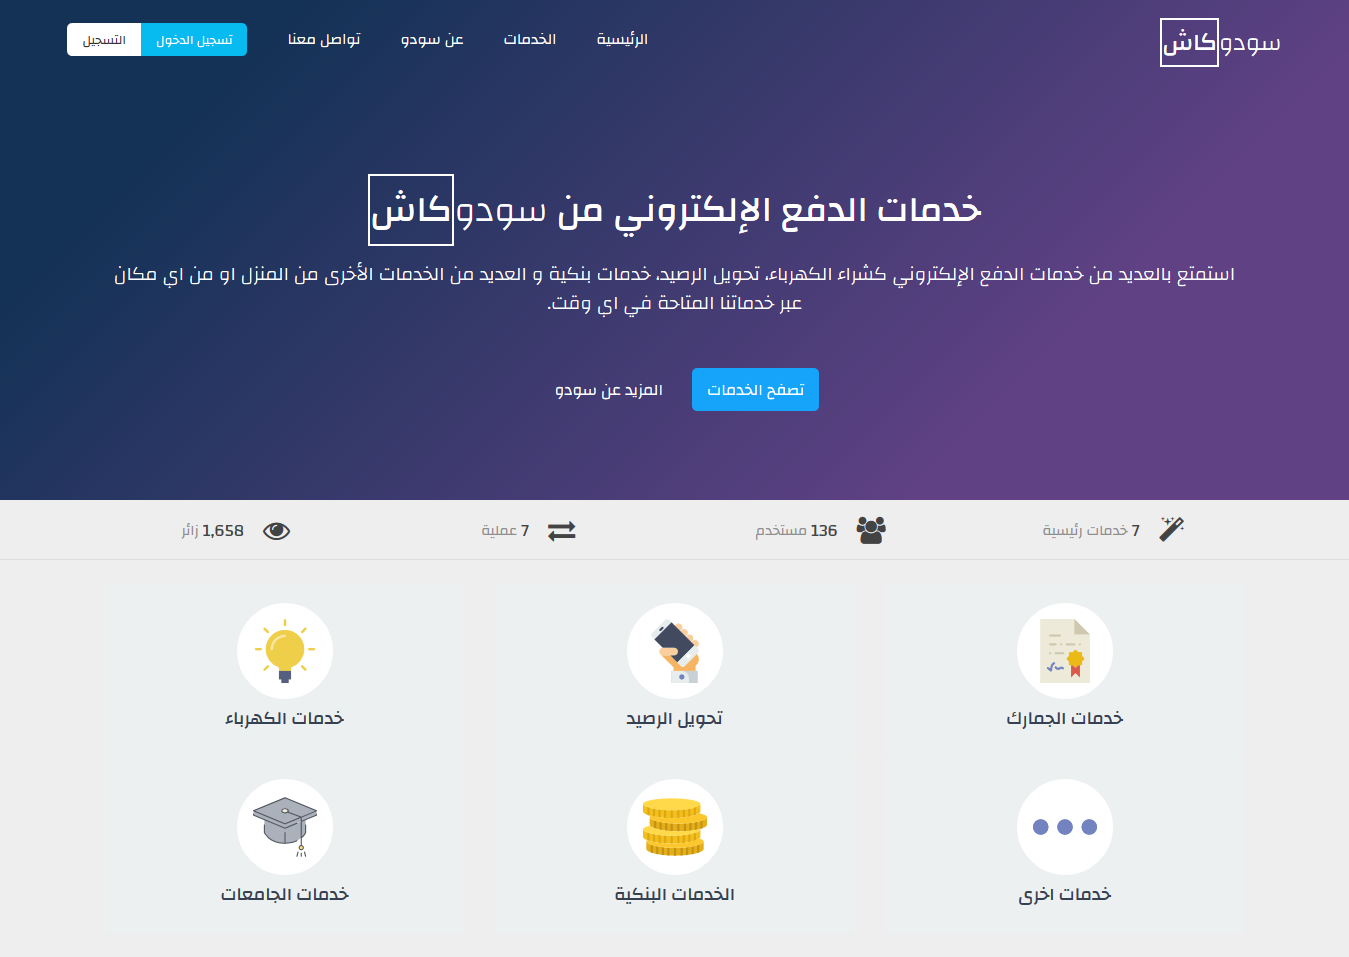 سودوكاش
الرئيسية
الخدمات
عن سودو
تواصل معنا
تسجيل الدخول
التسجيل
خدمات الدفع الإلكتروني من سودوكاش
استمتع بالعديد من خدمات الدفع الإلكتروني كشراء الكهرباء، تحويل الرصيد، خدمات بنكية و العديد من الخدمات الأخرى من المنزل او من اي مكان
عبر خدماتنا المتاحة في اي وقت.
تصفح الخدمات
المزيد عن سودو
7 خدمات رئيسية
136 مستخدم
7 عملية
1,658 زائر
خدمات الجمارك
تحويل الرصيد
خدمات الكهرباء
خدمات اخرى
الخدمات البنكية
خدمات الجامعات